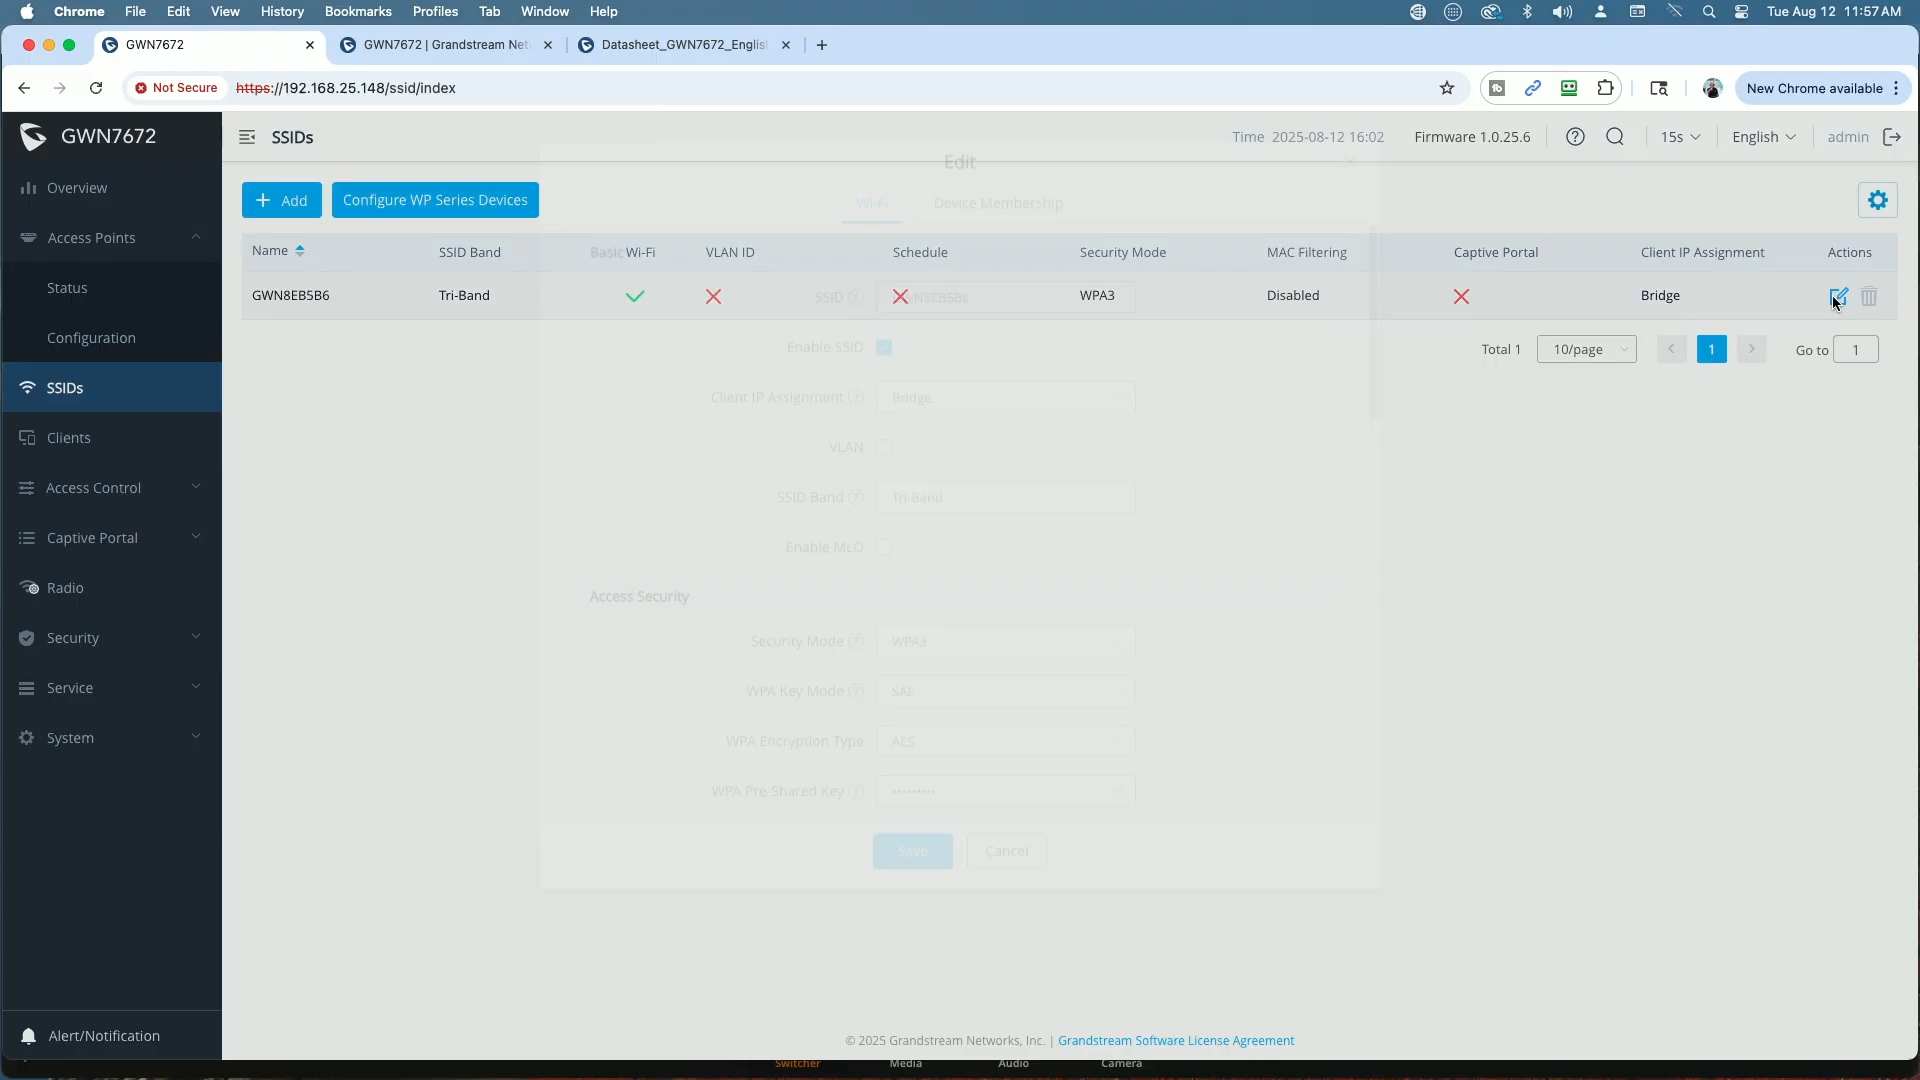 Chrome File Edit View History Bookmarks Profiles Tab Window Help Tue Aug 12 11:57 AM
GWN7672 GWN7672 | Grandstream Net Datasheet_GWN7672_English
Not Secure https://192.168.25.148/ssid/index New Chrome available
GWN7672 SSIDs Time 2025-08-12 16:02 Firmware 1.0.25.6 15s English admin
Edit
Overview
Add Configure WP Series Devices
Wi-Fi Device Membership
Access Points
Name SSID Band Basic Wi-Fi VLAN ID Schedule Security Mode MAC Filtering Captive Portal Client IP Assignment Actions
Status
GWN8EB5B6 Tri-Band WPA3 Disabled Bridge
SSID GWN8EB5B6
Configuration
Enable SSID
Total 1 10/page 1 Go to 1
SSIDs
Client IP Assignment Bridge
Clients
VLAN
Access Control
SSID Band Tri-Band
Captive Portal
Enable MLO
Radio
Access Security
Security
Security Mode WPA3
Service
WPA Key Mode SAE
System
WPA Encryption Type AES
WPA Pre-Shared Key •••••••••
Save Cancel
Alert/Notification
© 2025 Grandstream Networks, Inc. | Grandstream Software License Agreement
Switcher Media Audio Camera